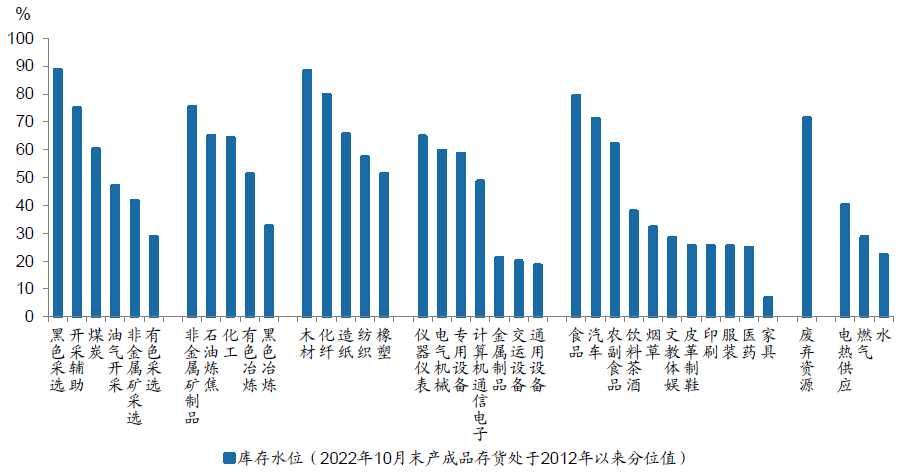 %
100
90
80
70
60
50
40
30
20
10
0
黑色采选
开采辅助
煤炭
油气开采
非金属矿采选
有色采选
非金属矿制品
石油炼焦
化工
有色冶炼
黑色冶炼
木材
化纤
造纸
纺织
橡塑
仪器仪表
电气机械
专用设备
计算机通信电子
金属制品
交运设备
通用设备
食品
汽车
农副食品
饮料茶酒
烟草
文教体娱
皮革制鞋
印刷
服装
医药
家具
废弃资源
电热供应
燃气
水
库存水位（2022年10月末产成品存货处于2012年以来分位值）